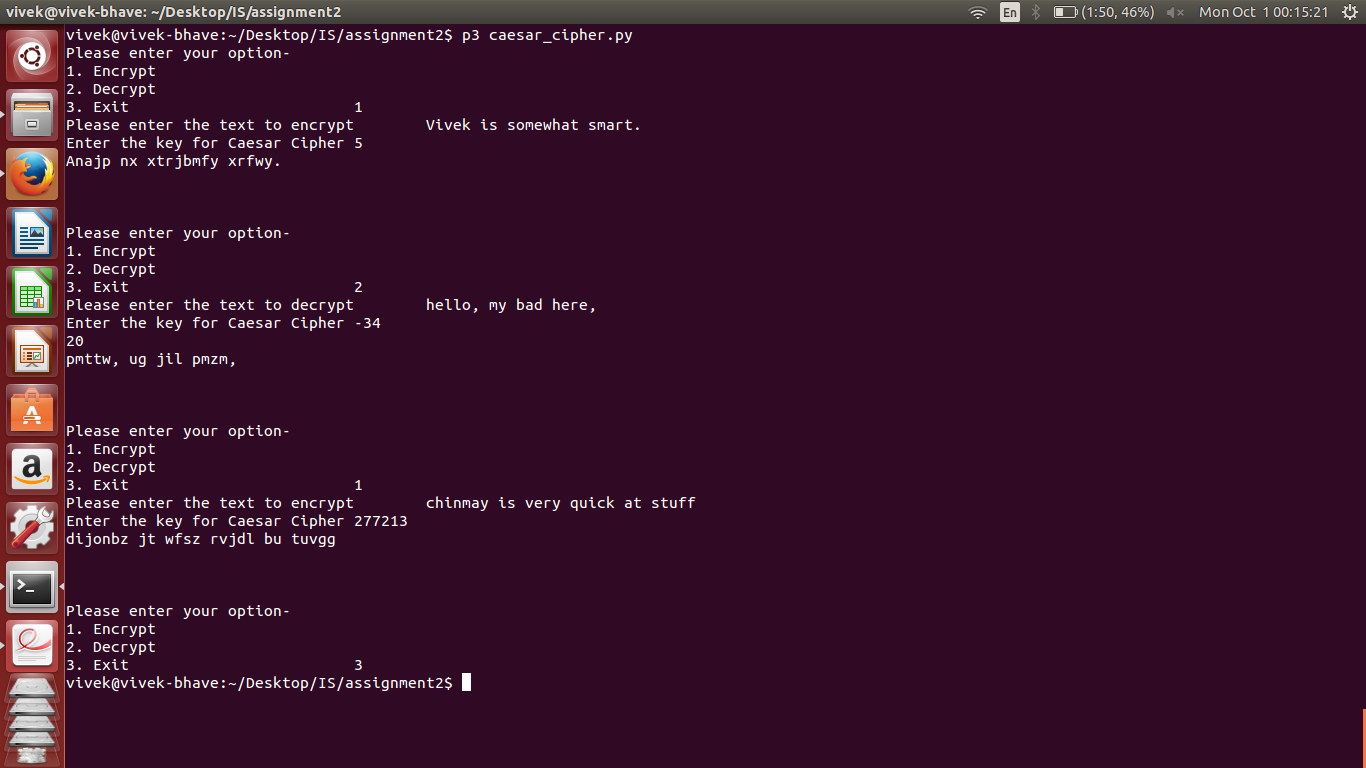 vivek@vivek-bhave: ~/Desktop/IS/assignment2 En (1:50, 46%) Mon Oct 1 00:15:21
vivek@vivek-bhave:~/Desktop/IS/assignment2$ p3 caesar_cipher.py
Please enter your option-
1. Encrypt
2. Decrypt
3. Exit 1
Please enter the text to encrypt Vivek is somewhat smart.
Enter the key for Caesar Cipher 5
Anajp nx xtrjbmfy xrfwy.
Please enter your option-
1. Encrypt
2. Decrypt
3. Exit 2
Please enter the text to decrypt hello, my bad here,
Enter the key for Caesar Cipher -34
20
pmttw, ug jil pmzm,
Please enter your option-
1. Encrypt
2. Decrypt
3. Exit 1
Please enter the text to encrypt chinmay is very quick at stuff
Enter the key for Caesar Cipher 277213
dijonbz jt wfsz rvjdl bu tuvgg
Please enter your option-
1. Encrypt
2. Decrypt
3. Exit 3
vivek@vivek-bhave:~/Desktop/IS/assignment2$